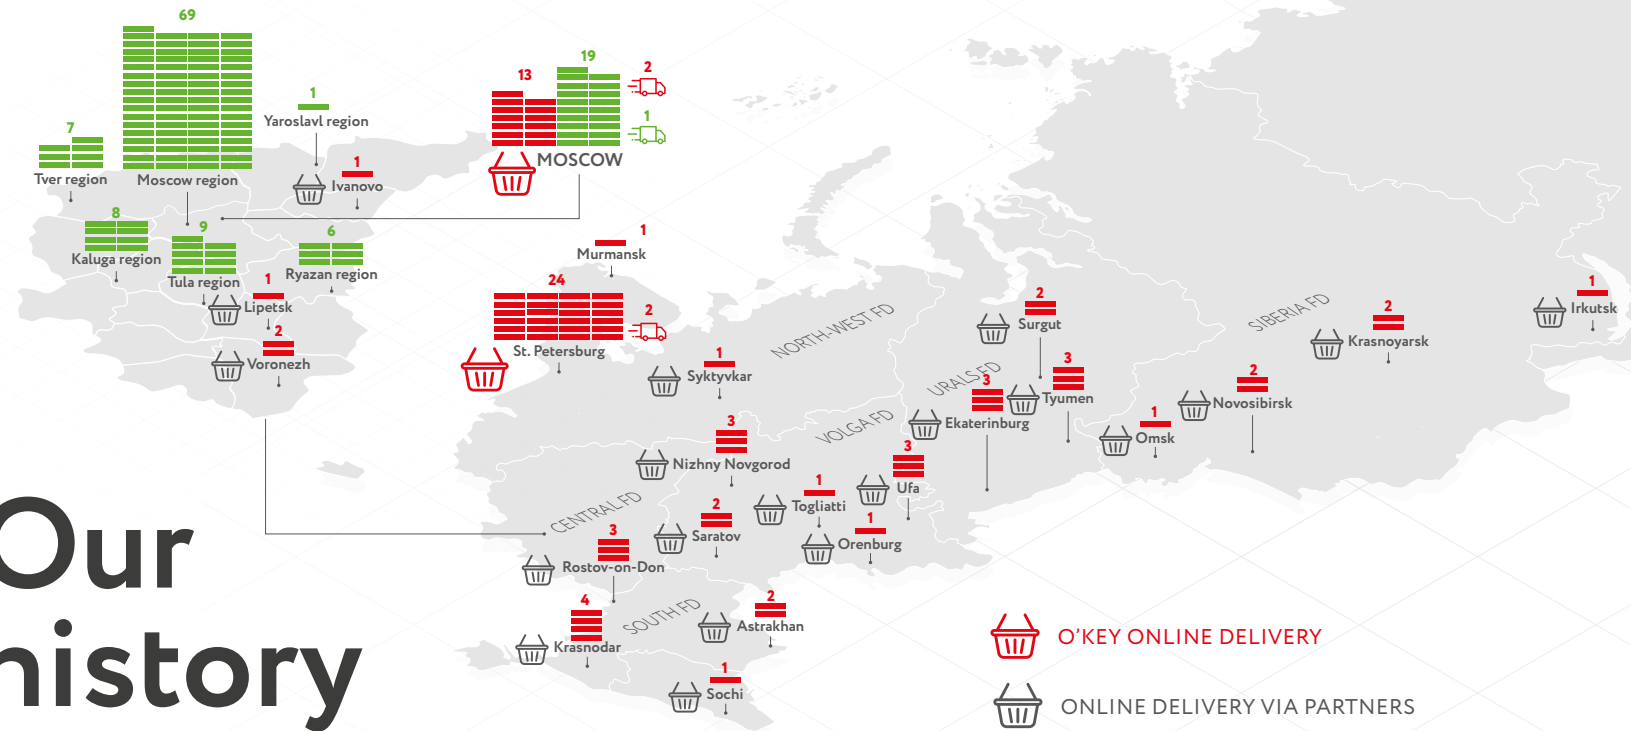 69
1
Yaroslavl region
7
Tver region
Moscow region
1
Ivanovo
13
19
2
1
MOSCOW
8
Kaluga region
9
Tula region
6
Ryazan region
1
Lipetsk
2
Voronezh
1
Murmansk
24
2
St. Petersburg
1
Syktyvkar
NORTH-WEST FD
2
Surgut
SIBERIA FD
2
Krasnoyarsk
1
Irkutsk
URALS FD
3
Ekaterinburg
3
Tyumen
2
Novosibirsk
1
Omsk
VOLGA FD
3
Nizhny Novgorod
3
Ufa
1
Togliatti
1
Orenburg
2
Saratov
CENTRAL FD
3
Rostov-on-Don
SOUTH FD
4
Krasnodar
2
Astrakhan
1
Sochi
Our
history
O'KEY ONLINE DELIVERY
ONLINE DELIVERY VIA PARTNERS